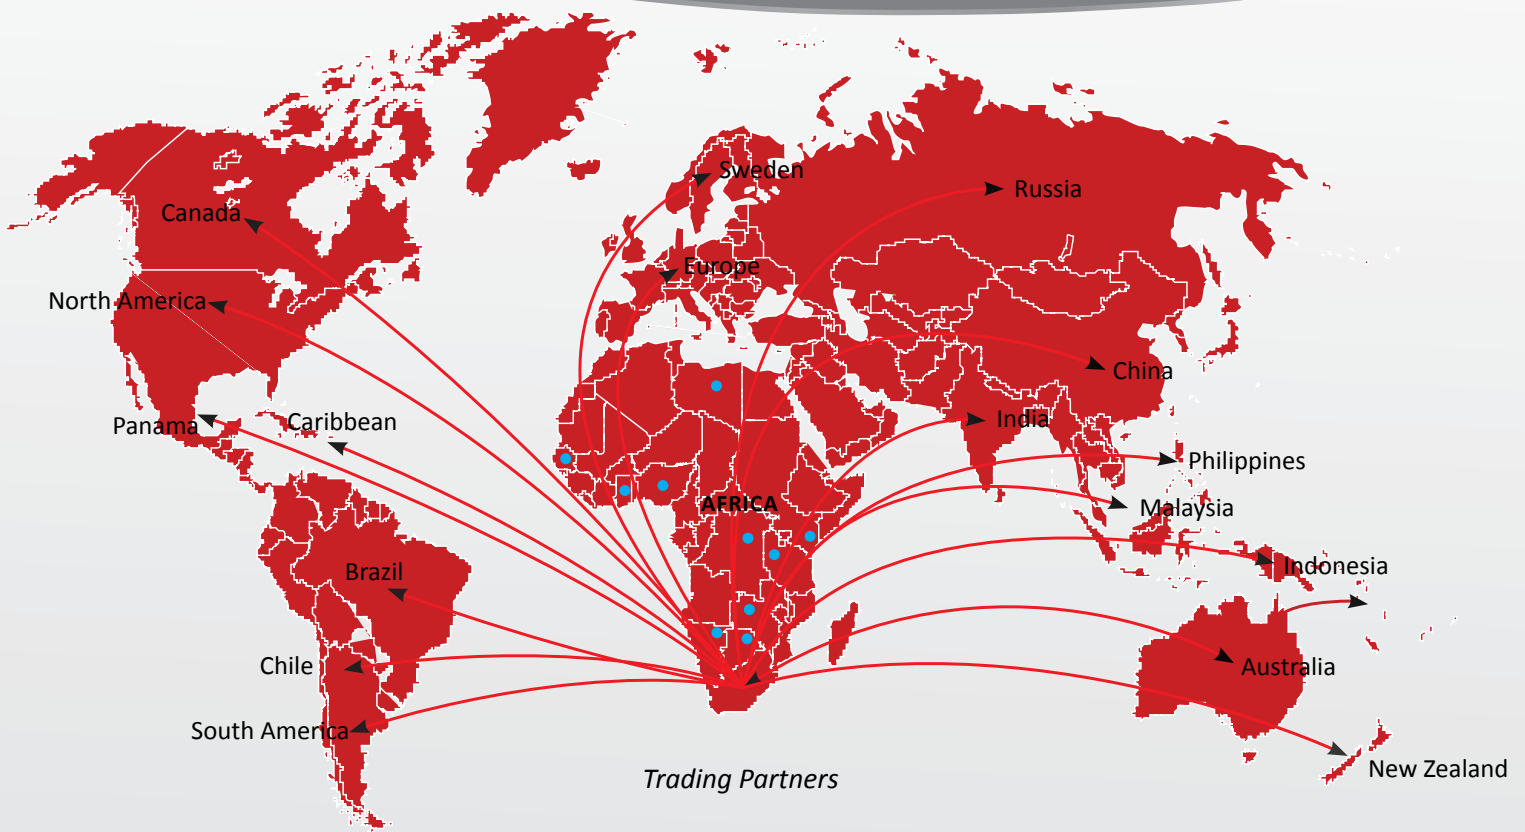 Sweden
Russia
Canada
Europe
North America
China
Caribbean
India
Panama
Philippines
AFRICA
Malaysia
Indonesia
Brazil
Chile
Australia
South America
New Zealand
Trading Partners